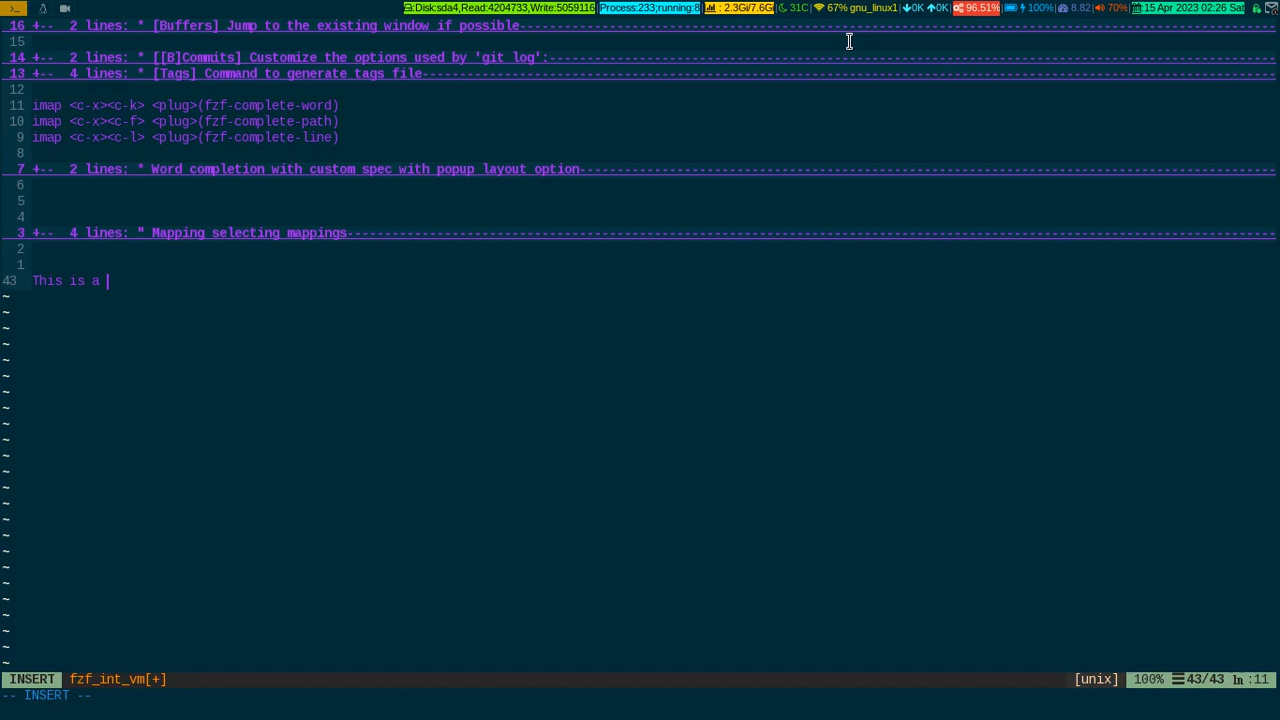 Disk:sda4,Read:4204733,Write:5059116 Process:233;running:8 : 2.3Gi/7.6Gi 31C 67% gnu_linux1 0K 0K 96.51% 100% 8.82 70% 15 Apr 2023 02:26 Sat
16 +--  2 lines: * [Buffers] Jump to the existing window if possible
15
14 +--  2 lines: * [[B]Commits] Customize the options used by 'git log':
13 +--  4 lines: * [Tags] Command to generate tags file
12
11 imap <c-x><c-k> <plug>(fzf-complete-word)
10 imap <c-x><c-f> <plug>(fzf-complete-path)
9 imap <c-x><c-l> <plug>(fzf-complete-line)
8
7 +--  2 lines: * Word completion with custom spec with popup layout option
6
5
4
3 +--  4 lines: " Mapping selecting mappings
2
1
43 This is a
INSERT fzf_int_vm[+] [unix] 100% 43/43 ln :11
-- INSERT --